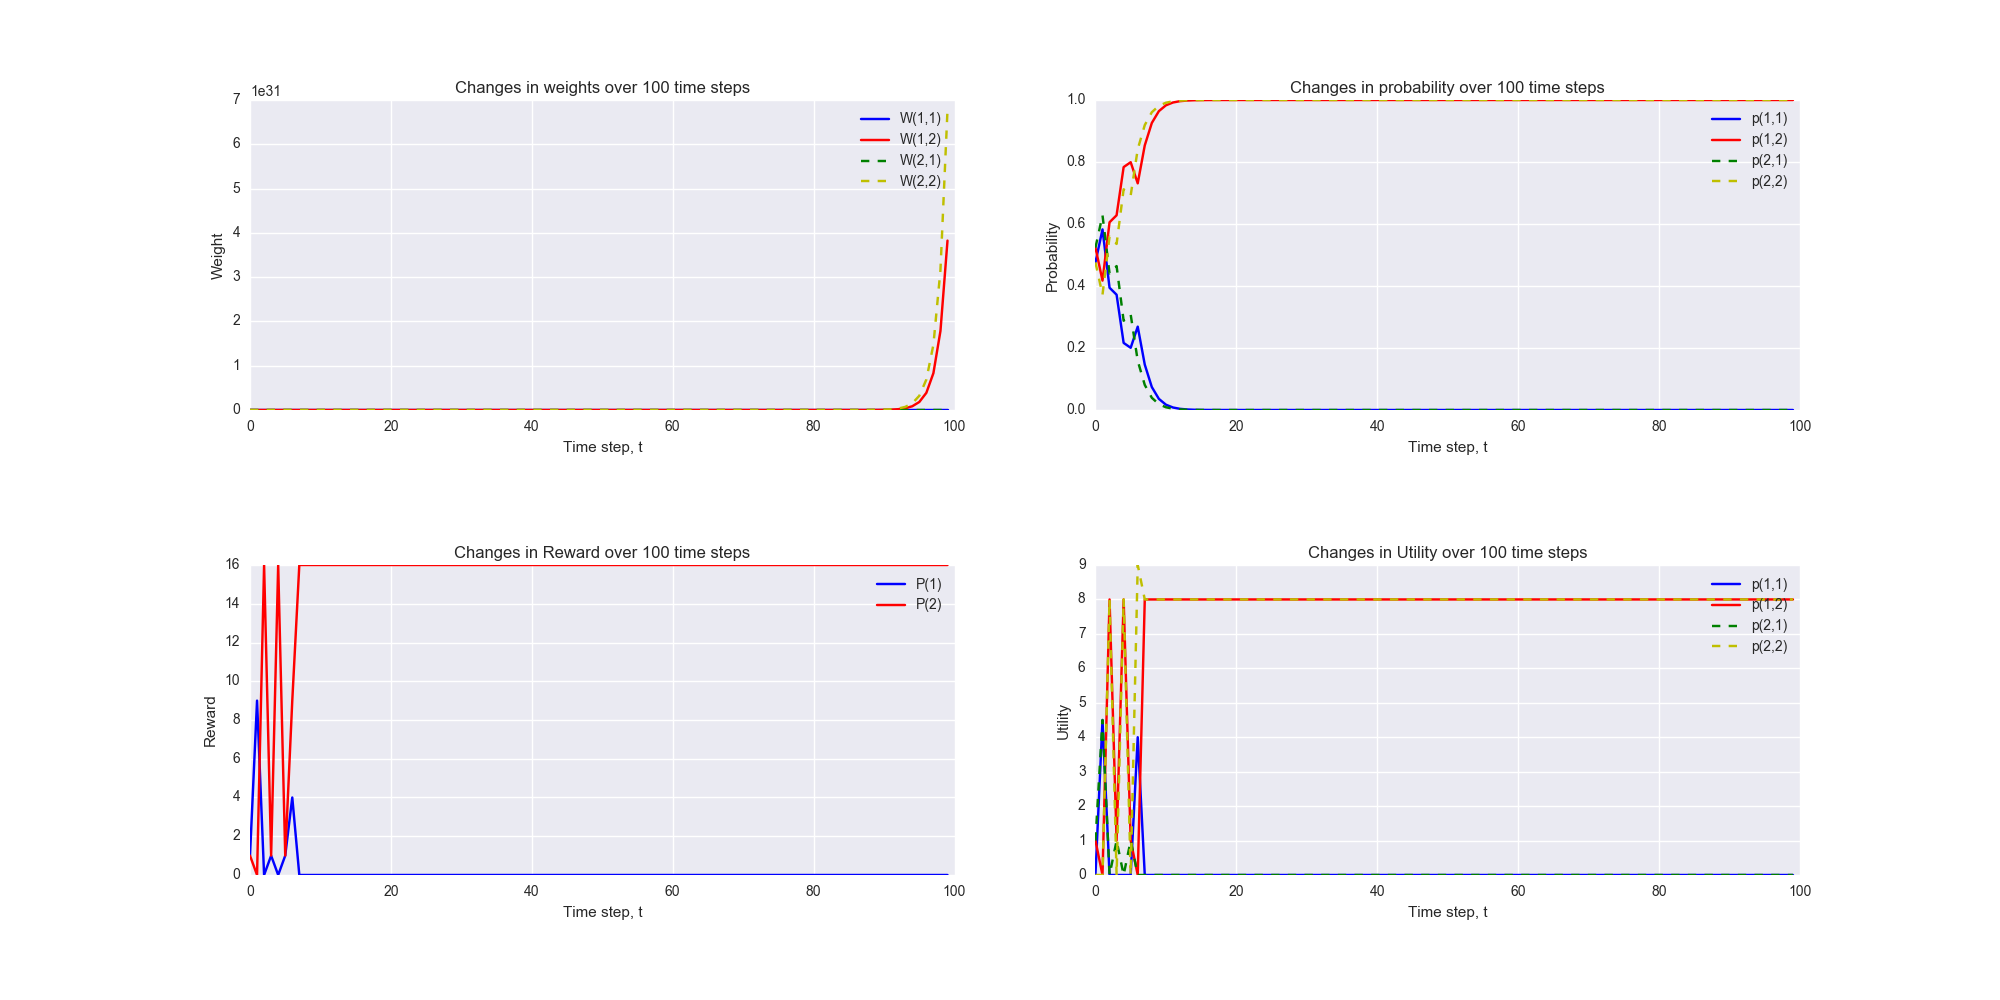 Changes in weights over 100 time steps
1e31
7
6
5
4
3
2
1
0
Weight
0 20 40 60 80 100
Time step, t
W(1,1)
W(1,2)
W(2,1)
W(2,2)
Changes in probability over 100 time steps
1.0
0.8
0.6
0.4
0.2
0.0
Probability
0 20 40 60 80 100
Time step, t
p(1,1)
p(1,2)
p(2,1)
p(2,2)
Changes in Reward over 100 time steps
16
14
12
10
8
6
4
2
0
Reward
0 20 40 60 80 100
Time step, t
P(1)
P(2)
Changes in Utility over 100 time steps
9
8
7
6
5
4
3
2
1
0
Utility
0 20 40 60 80 100
Time step, t
p(1,1)
p(1,2)
p(2,1)
p(2,2)